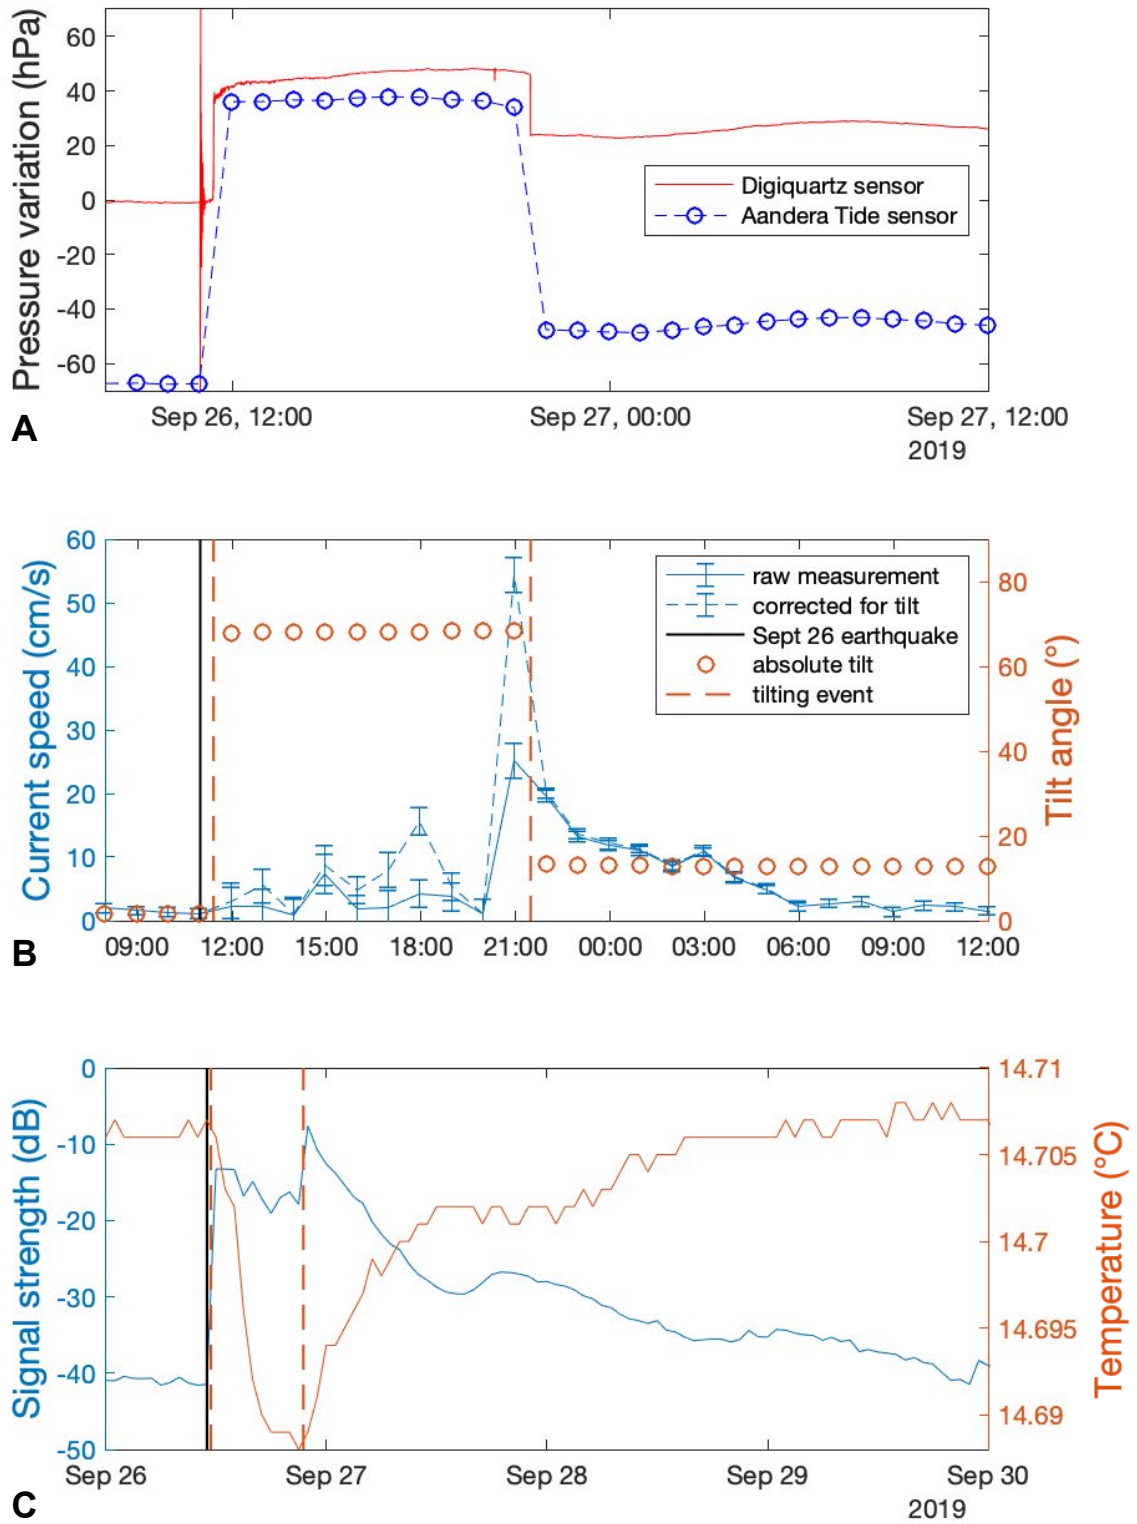 Pressure variation (hPa)
60
40
20
0
-20
-40
-60
Digiquartz sensor
Aandera Tide sensor
Sep 26, 12:00
Sep 27, 00:00
Sep 27, 12:00
2019
A
Current speed (cm/s)
60
50
40
30
20
10
0
raw measurement
corrected for tilt
Sept 26 earthquake
absolute tilt
tilting event
80
60
40
20
0
Tilt angle (°)
09:00
12:00
15:00
18:00
21:00
00:00
03:00
06:00
09:00
12:00
B
Signal strength (dB)
0
-10
-20
-30
-40
-50
14.71
14.705
14.7
14.695
14.69
Temperature (°C)
Sep 26
Sep 27
Sep 28
Sep 29
Sep 30
2019
C